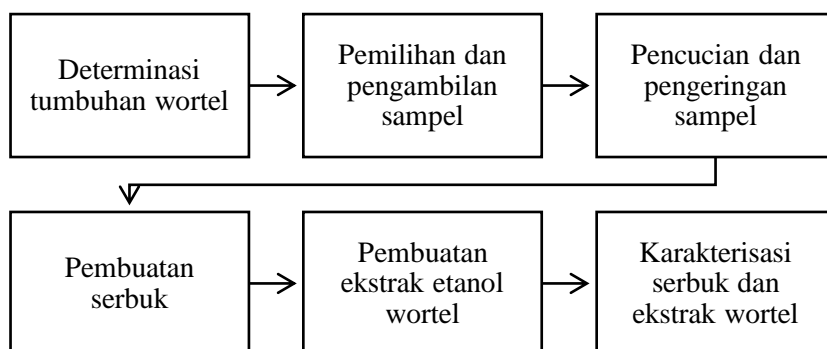 Determinasi
tumbuhan wortel
Pemilihan dan
pengambilan
sampel
Pencucian dan
pengeringan
sampel
Pembuatan
serbuk
Pembuatan
ekstrak etanol
wortel
Karakterisasi
serbuk dan
ekstrak wortel